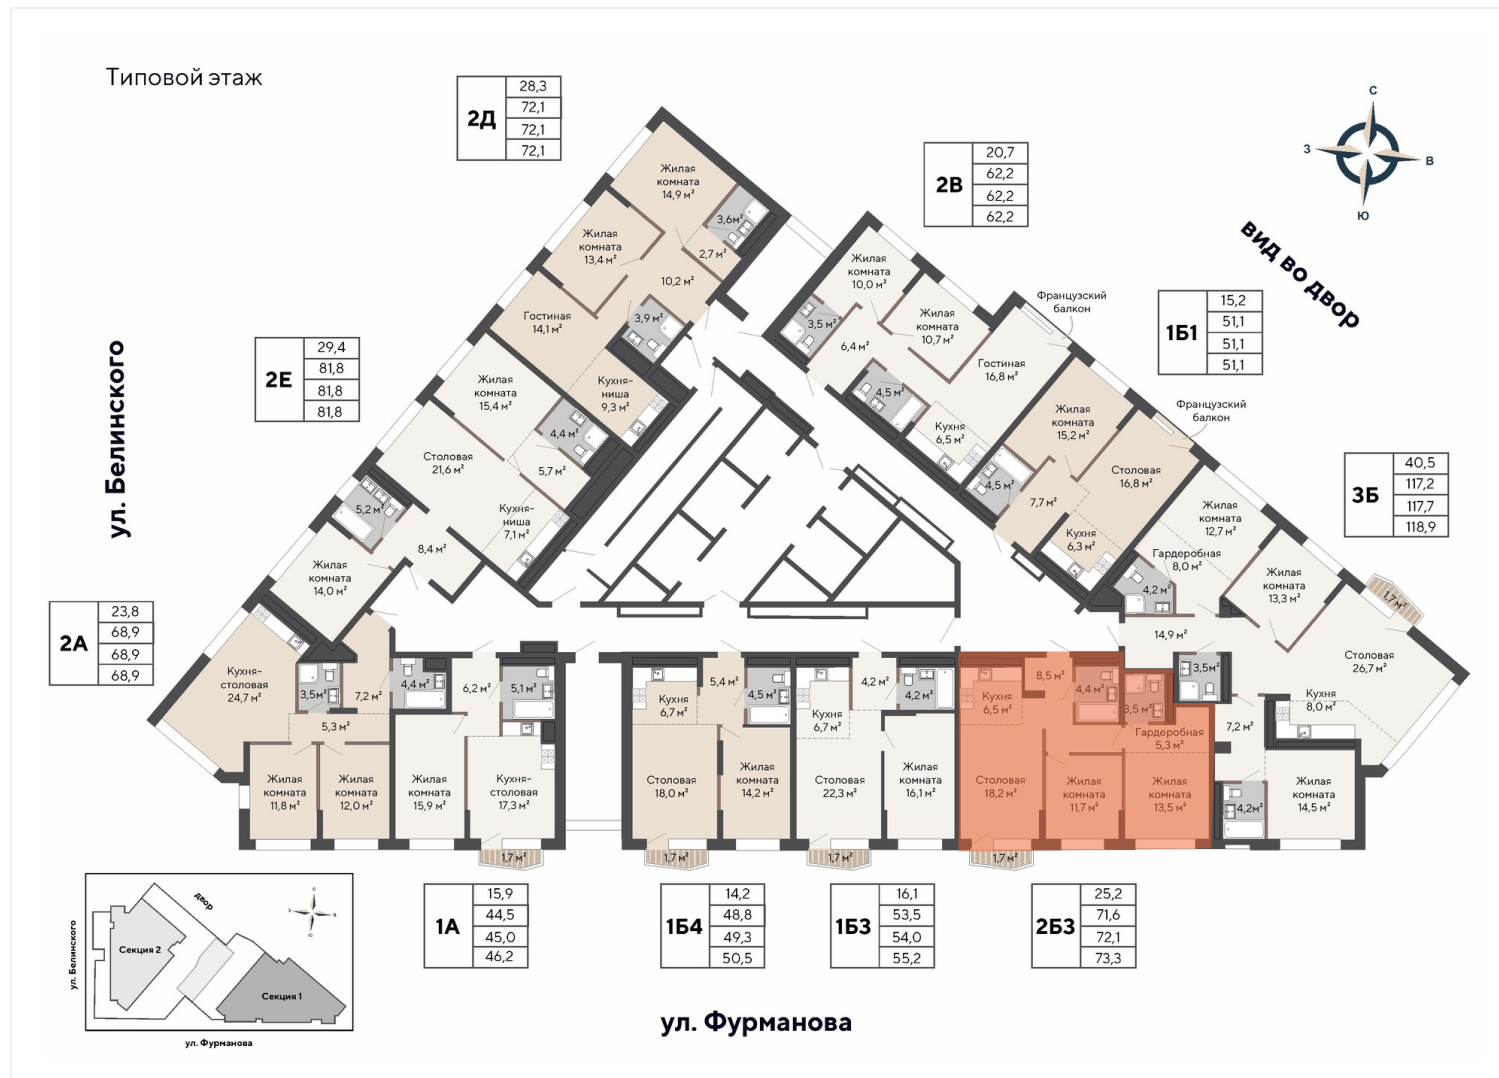 Типовой этаж
2Д
28,3
72,1
72,1
72,1
2В
20,7
62,2
62,2
62,2
С
З
В
Ю
вид во двор
1Б1
15,2
51,1
51,1
51,1
2Е
29,4
81,8
81,8
81,8
ул. Белинского
3Б
40,5
117,2
117,7
118,9
2А
23,8
68,9
68,9
68,9
Жилая
комната
14,9 м²
3,6м²
2,7 м²
Жилая
комната
13,4 м²
10,2 м²
Гостиная
14,1 м²
3,9 м²
Кухня-
ниша
9,3 м²
Жилая
комната
15,4 м²
4,4 м²
5,7 м²
Столовая
21,6 м²
Кухня-
ниша
7,1 м²
5,2 м²
8,4 м²
Жилая
комната
14,0 м²
Жилая
комната
10,0 м²
3,5 м²
6,4 м²
Жилая
комната
10,7 м²
Французский
балкон
Гостиная
16,8 м²
4,5 м²
Кухня
6,5 м²
Жилая
комната
15,2 м²
Французский
балкон
Столовая
16,8 м²
4,5 м²
7,7 м²
Кухня
6,3 м²
Жилая
комната
12,7 м²
Гардеробная
8,0 м²
4,2 м²
Жилая
комната
13,3 м²
1,7 м²
14,9 м²
3,5м²
Столовая
26,7 м²
Кухня
8,0 м²
7,2 м²
4,2м²
Жилая
комната
14,5 м²
Кухня-
столовая
24,7 м²
3,5м²
7,2 м²
5,3 м²
Жилая
комната
11,8 м²
Жилая
комната
12,0 м²
4,4 м²
6,2 м²
5,1 м²
Жилая
комната
15,9 м²
Кухня-
столовая
17,3 м²
1,7 м²
5,4 м²
Кухня
6,7 м²
4,5 м²
Столовая
18,0 м²
Жилая
комната
14,2 м²
1,7 м²
4,2 м²
4,2 м²
Кухня
6,7 м²
Столовая
22,3 м²
Жилая
комната
16,1 м²
1,7 м²
8,5 м²
Кухня
6,5 м²
4,4 м²
3,5м²
Гардеробная
5,3 м²
Столовая
18,2 м²
Жилая
комната
11,7 м²
Жилая
комната
13,5 м²
1,7 м²
1А
15,9
44,5
45,0
46,2
1Б4
14,2
48,8
49,3
50,5
1Б3
16,1
53,5
54,0
55,2
2Б3
25,2
71,6
72,1
73,3
ул. Фурманова
двор
ул. Белинского
Секция 2
Секция 1
ул. Фурманова